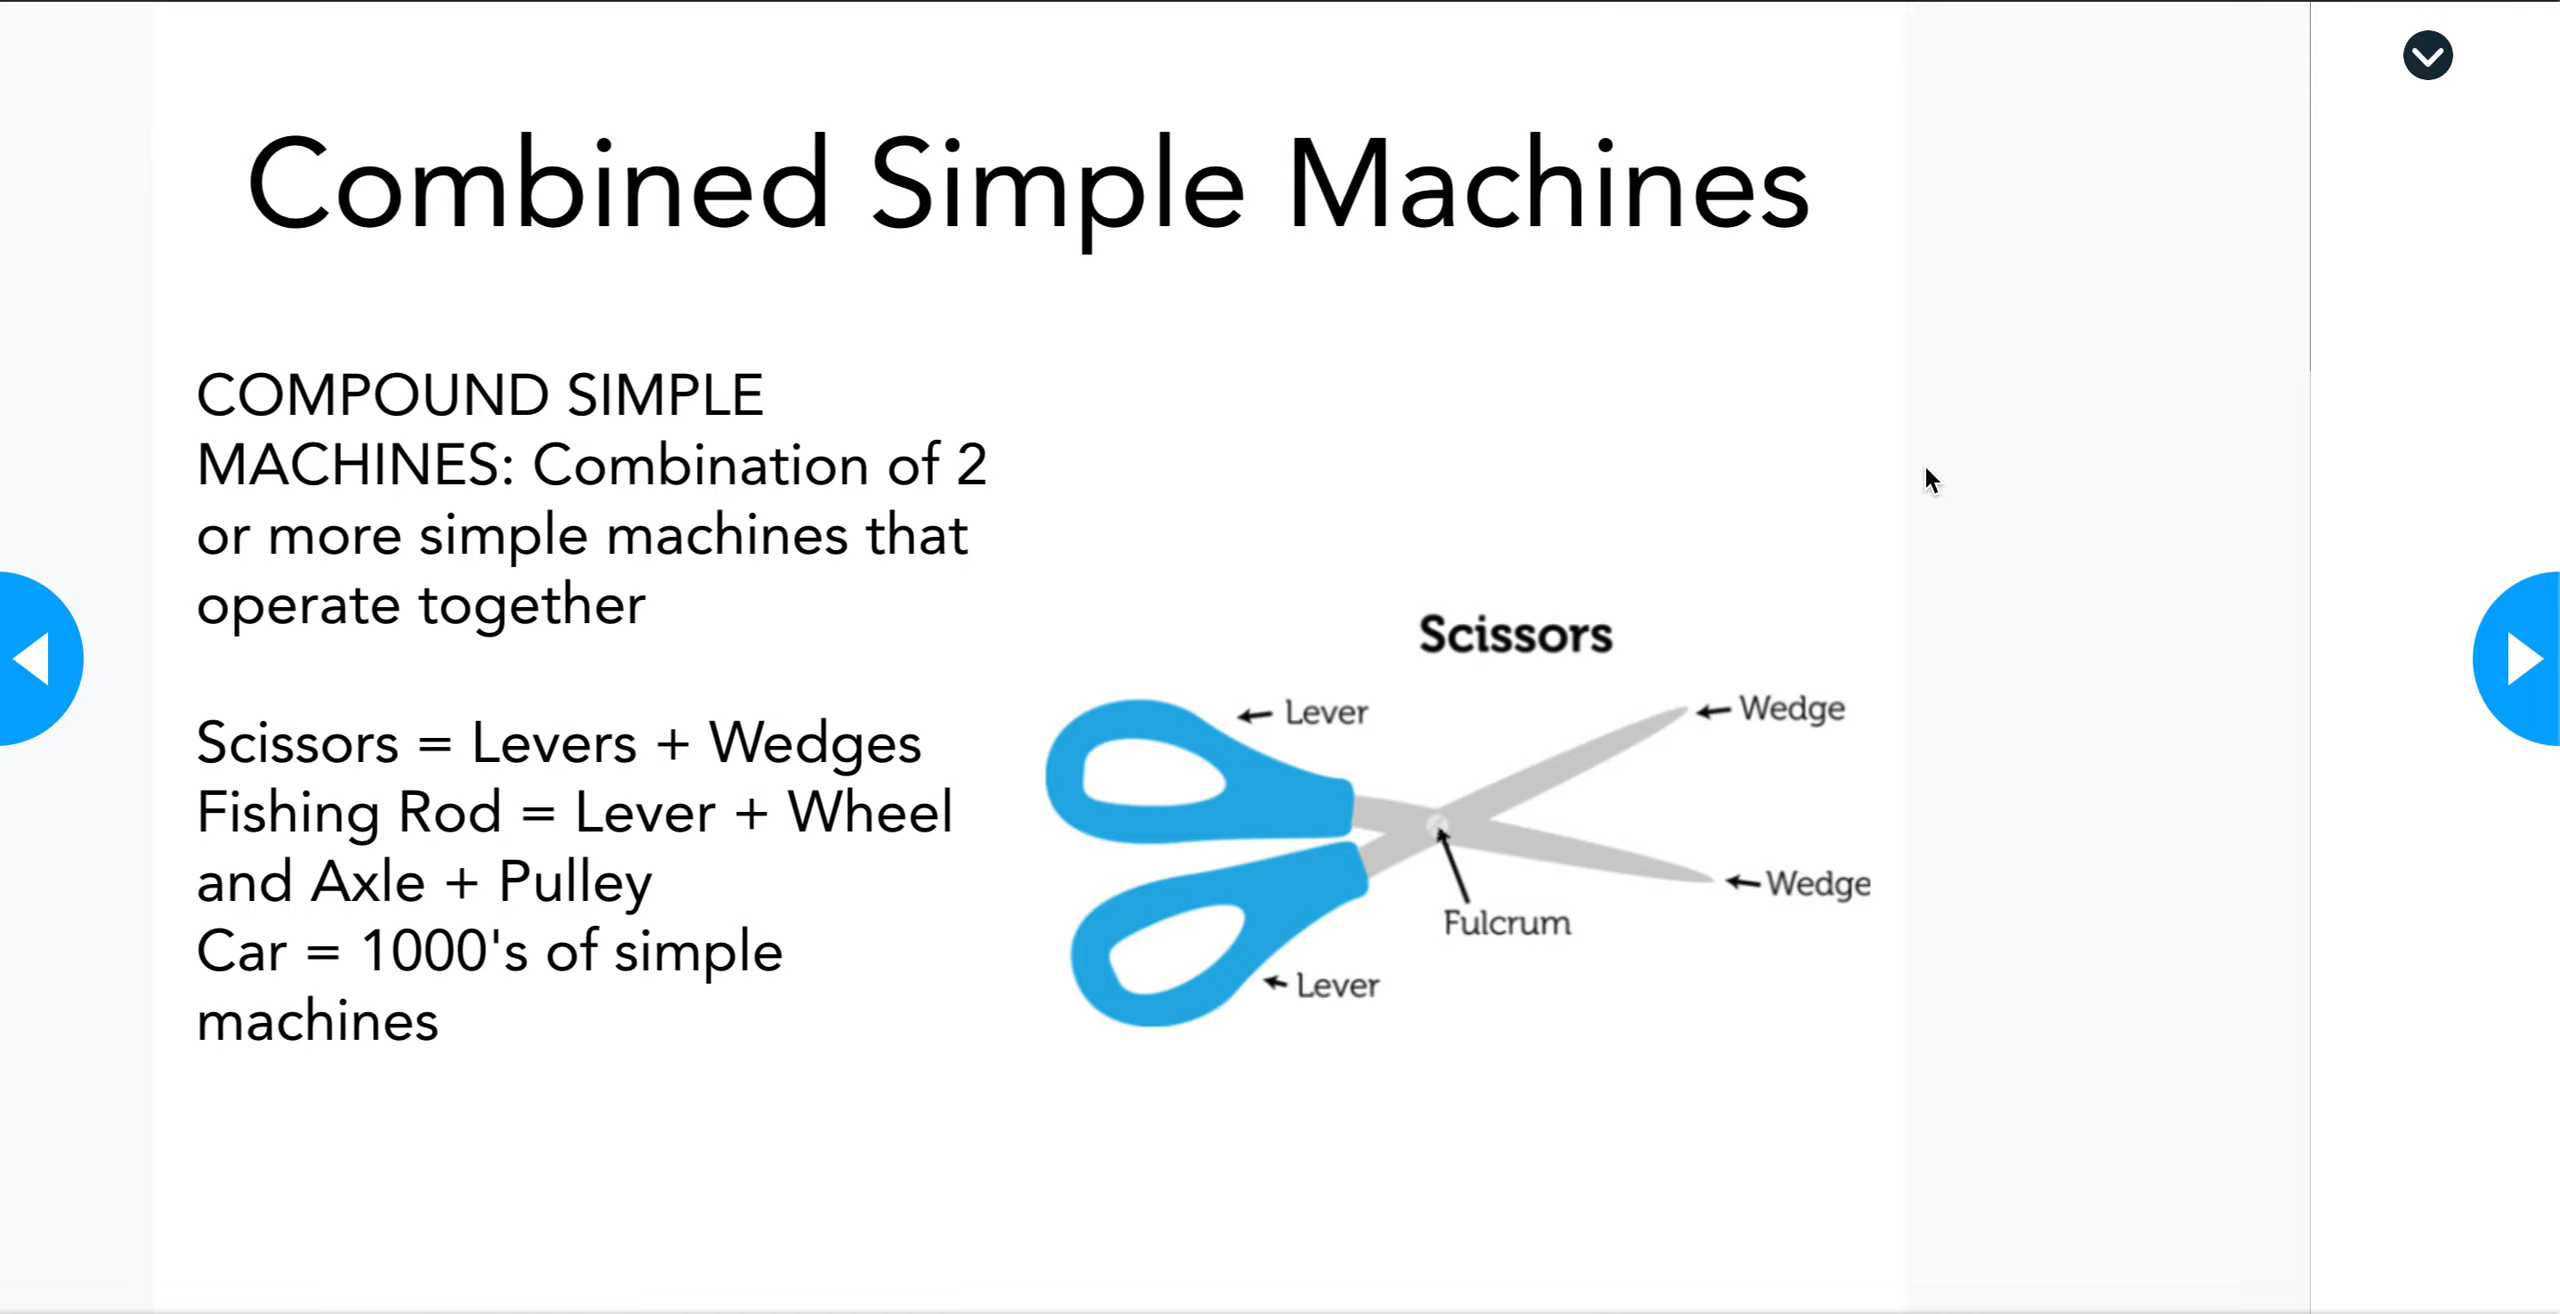 Combined Simple Machines
COMPOUND SIMPLE
MACHINES: Combination of 2
or more simple machines that
operate together
Scissors = Levers + Wedges
Fishing Rod = Lever + Wheel
and Axle + Pulley
Car = 1000's of simple
machines
Scissors
Lever
Wedge
Wedge
Fulcrum
Lever